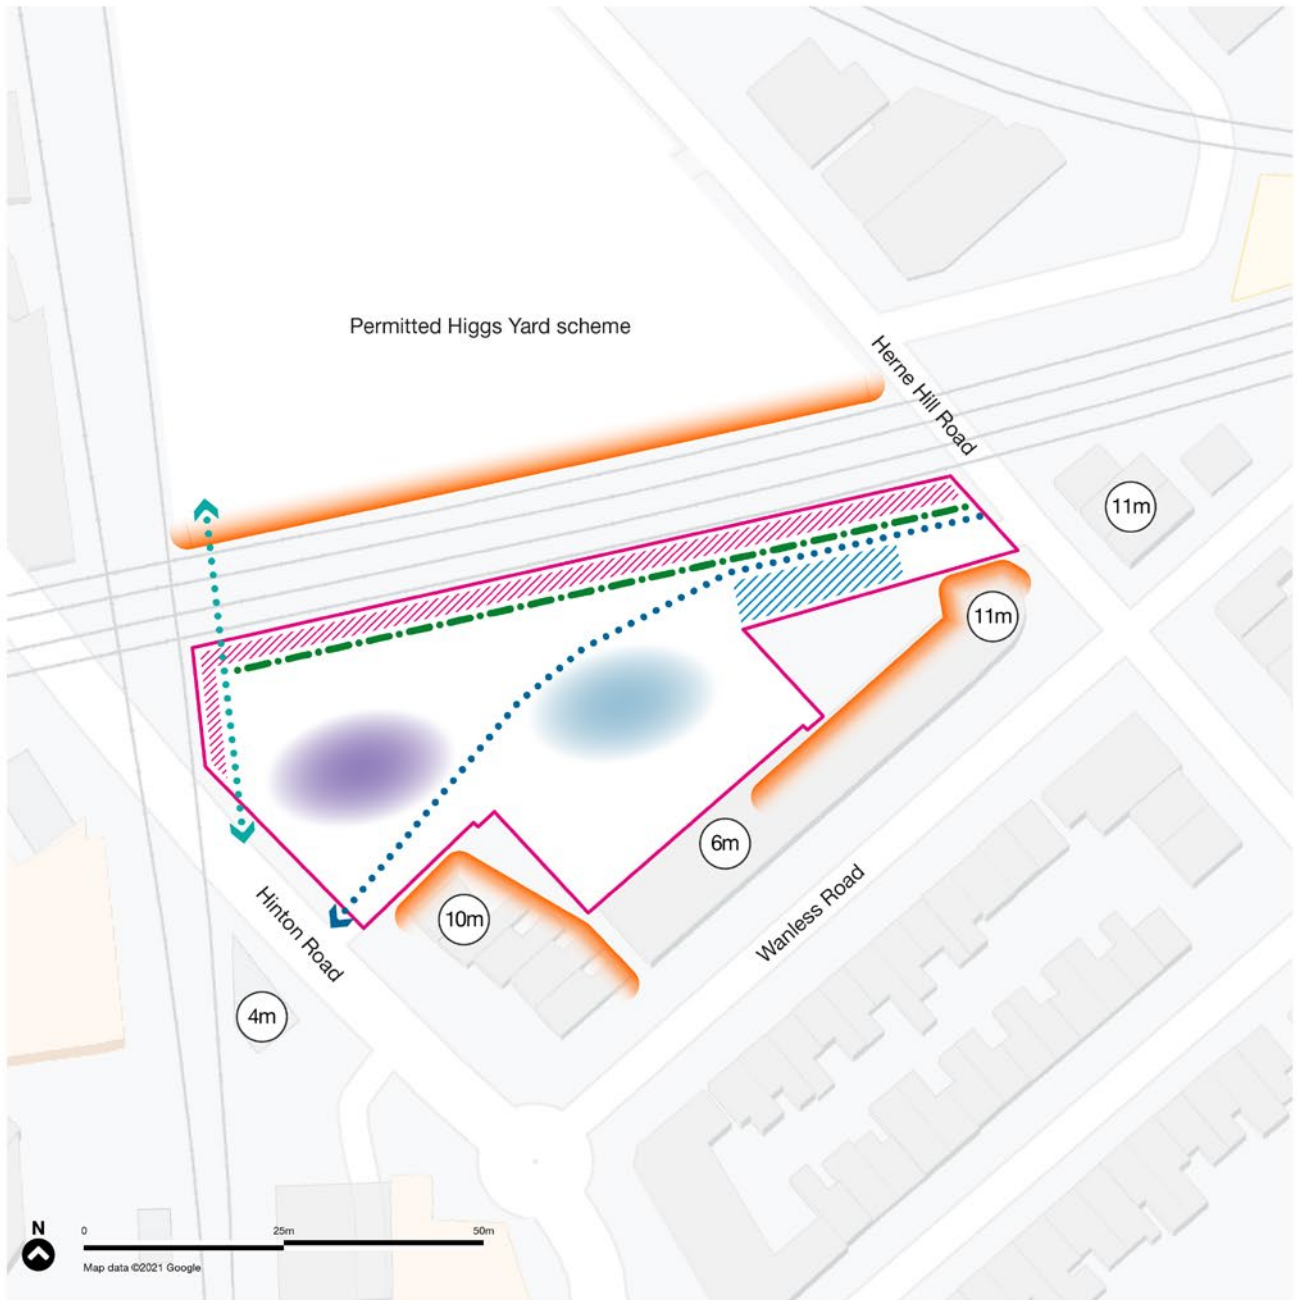 Permitted Higgs Yard scheme
Herne Hill Road
11m
11m
6m
10m
Wanless Road
Hinton Road
4m
N
0 25m 50m
Map data ©2021 Google